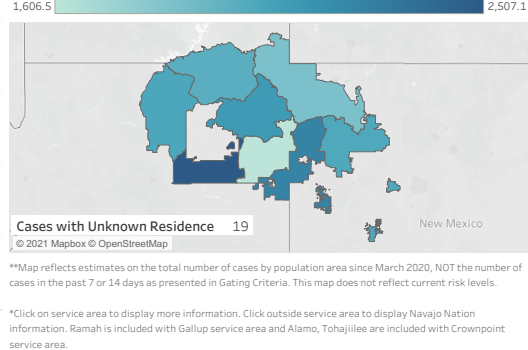 1,606.5 2,507.1
New Mexico
Cases with Unknown Residence 19
© 2021 Mapbox © OpenStreetMap
**Map reflects estimates on the total number of cases by population area since March 2020, NOT the number of
cases in the past 7 or 14 days as presented in Gating Criteria. This map does not reflect current risk levels.
*Click on service area to display more information. Click outside service area to display Navajo Nation
information. Ramah is included with Gallup service area and Alamo, Tohajiilee are included with Crownpoint
service area.